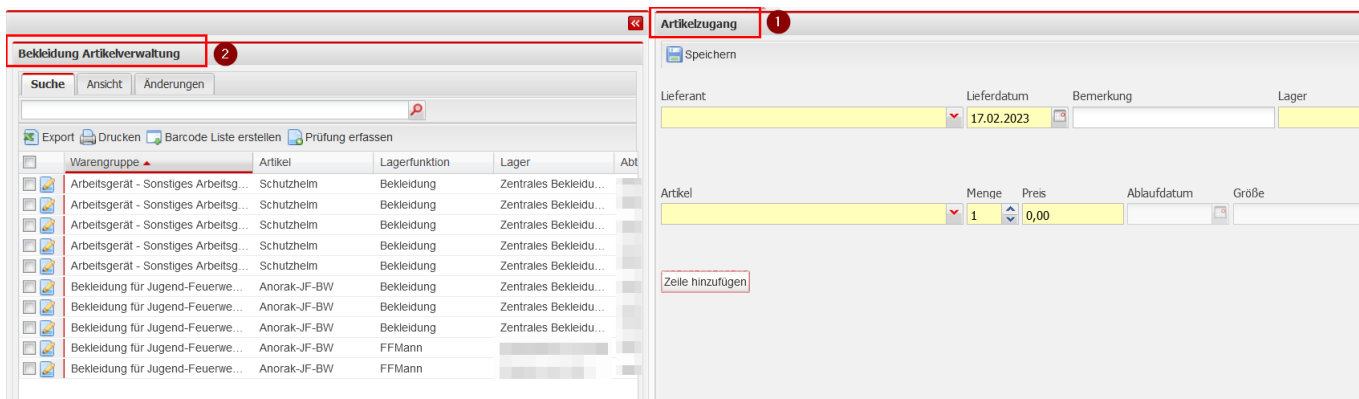 Bekleidung Artikelverwaltung 2
Suche Ansicht Änderungen
Export Drucken Barcode Liste erstellen Prüfung erfassen
Warengruppe Artikel Lagerfunktion Lager Abt
Arbeitsgerät - Sonstiges Arbeitsg... Schutzhelm Bekleidung Zentrales Bekleidu...
Arbeitsgerät - Sonstiges Arbeitsg... Schutzhelm Bekleidung Zentrales Bekleidu...
Arbeitsgerät - Sonstiges Arbeitsg... Schutzhelm Bekleidung Zentrales Bekleidu...
Arbeitsgerät - Sonstiges Arbeitsg... Schutzhelm Bekleidung Zentrales Bekleidu...
Arbeitsgerät - Sonstiges Arbeitsg... Schutzhelm Bekleidung Zentrales Bekleidu...
Bekleidung für Jugend-Feuerwe... Anorak-JF-BW Bekleidung Zentrales Bekleidu...
Bekleidung für Jugend-Feuerwe... Anorak-JF-BW Bekleidung Zentrales Bekleidu...
Bekleidung für Jugend-Feuerwe... Anorak-JF-BW Bekleidung Zentrales Bekleidu...
Bekleidung für Jugend-Feuerwe... Anorak-JF-BW FFMann
Bekleidung für Jugend-Feuerwe... Anorak-JF-BW FFMann
Artikelzugang 1
Speichern
Lieferant Lieferdatum Bemerkung Lager
17.02.2023
Artikel Menge Preis Ablaufdatum Größe
1 0,00
Zeile hinzufügen